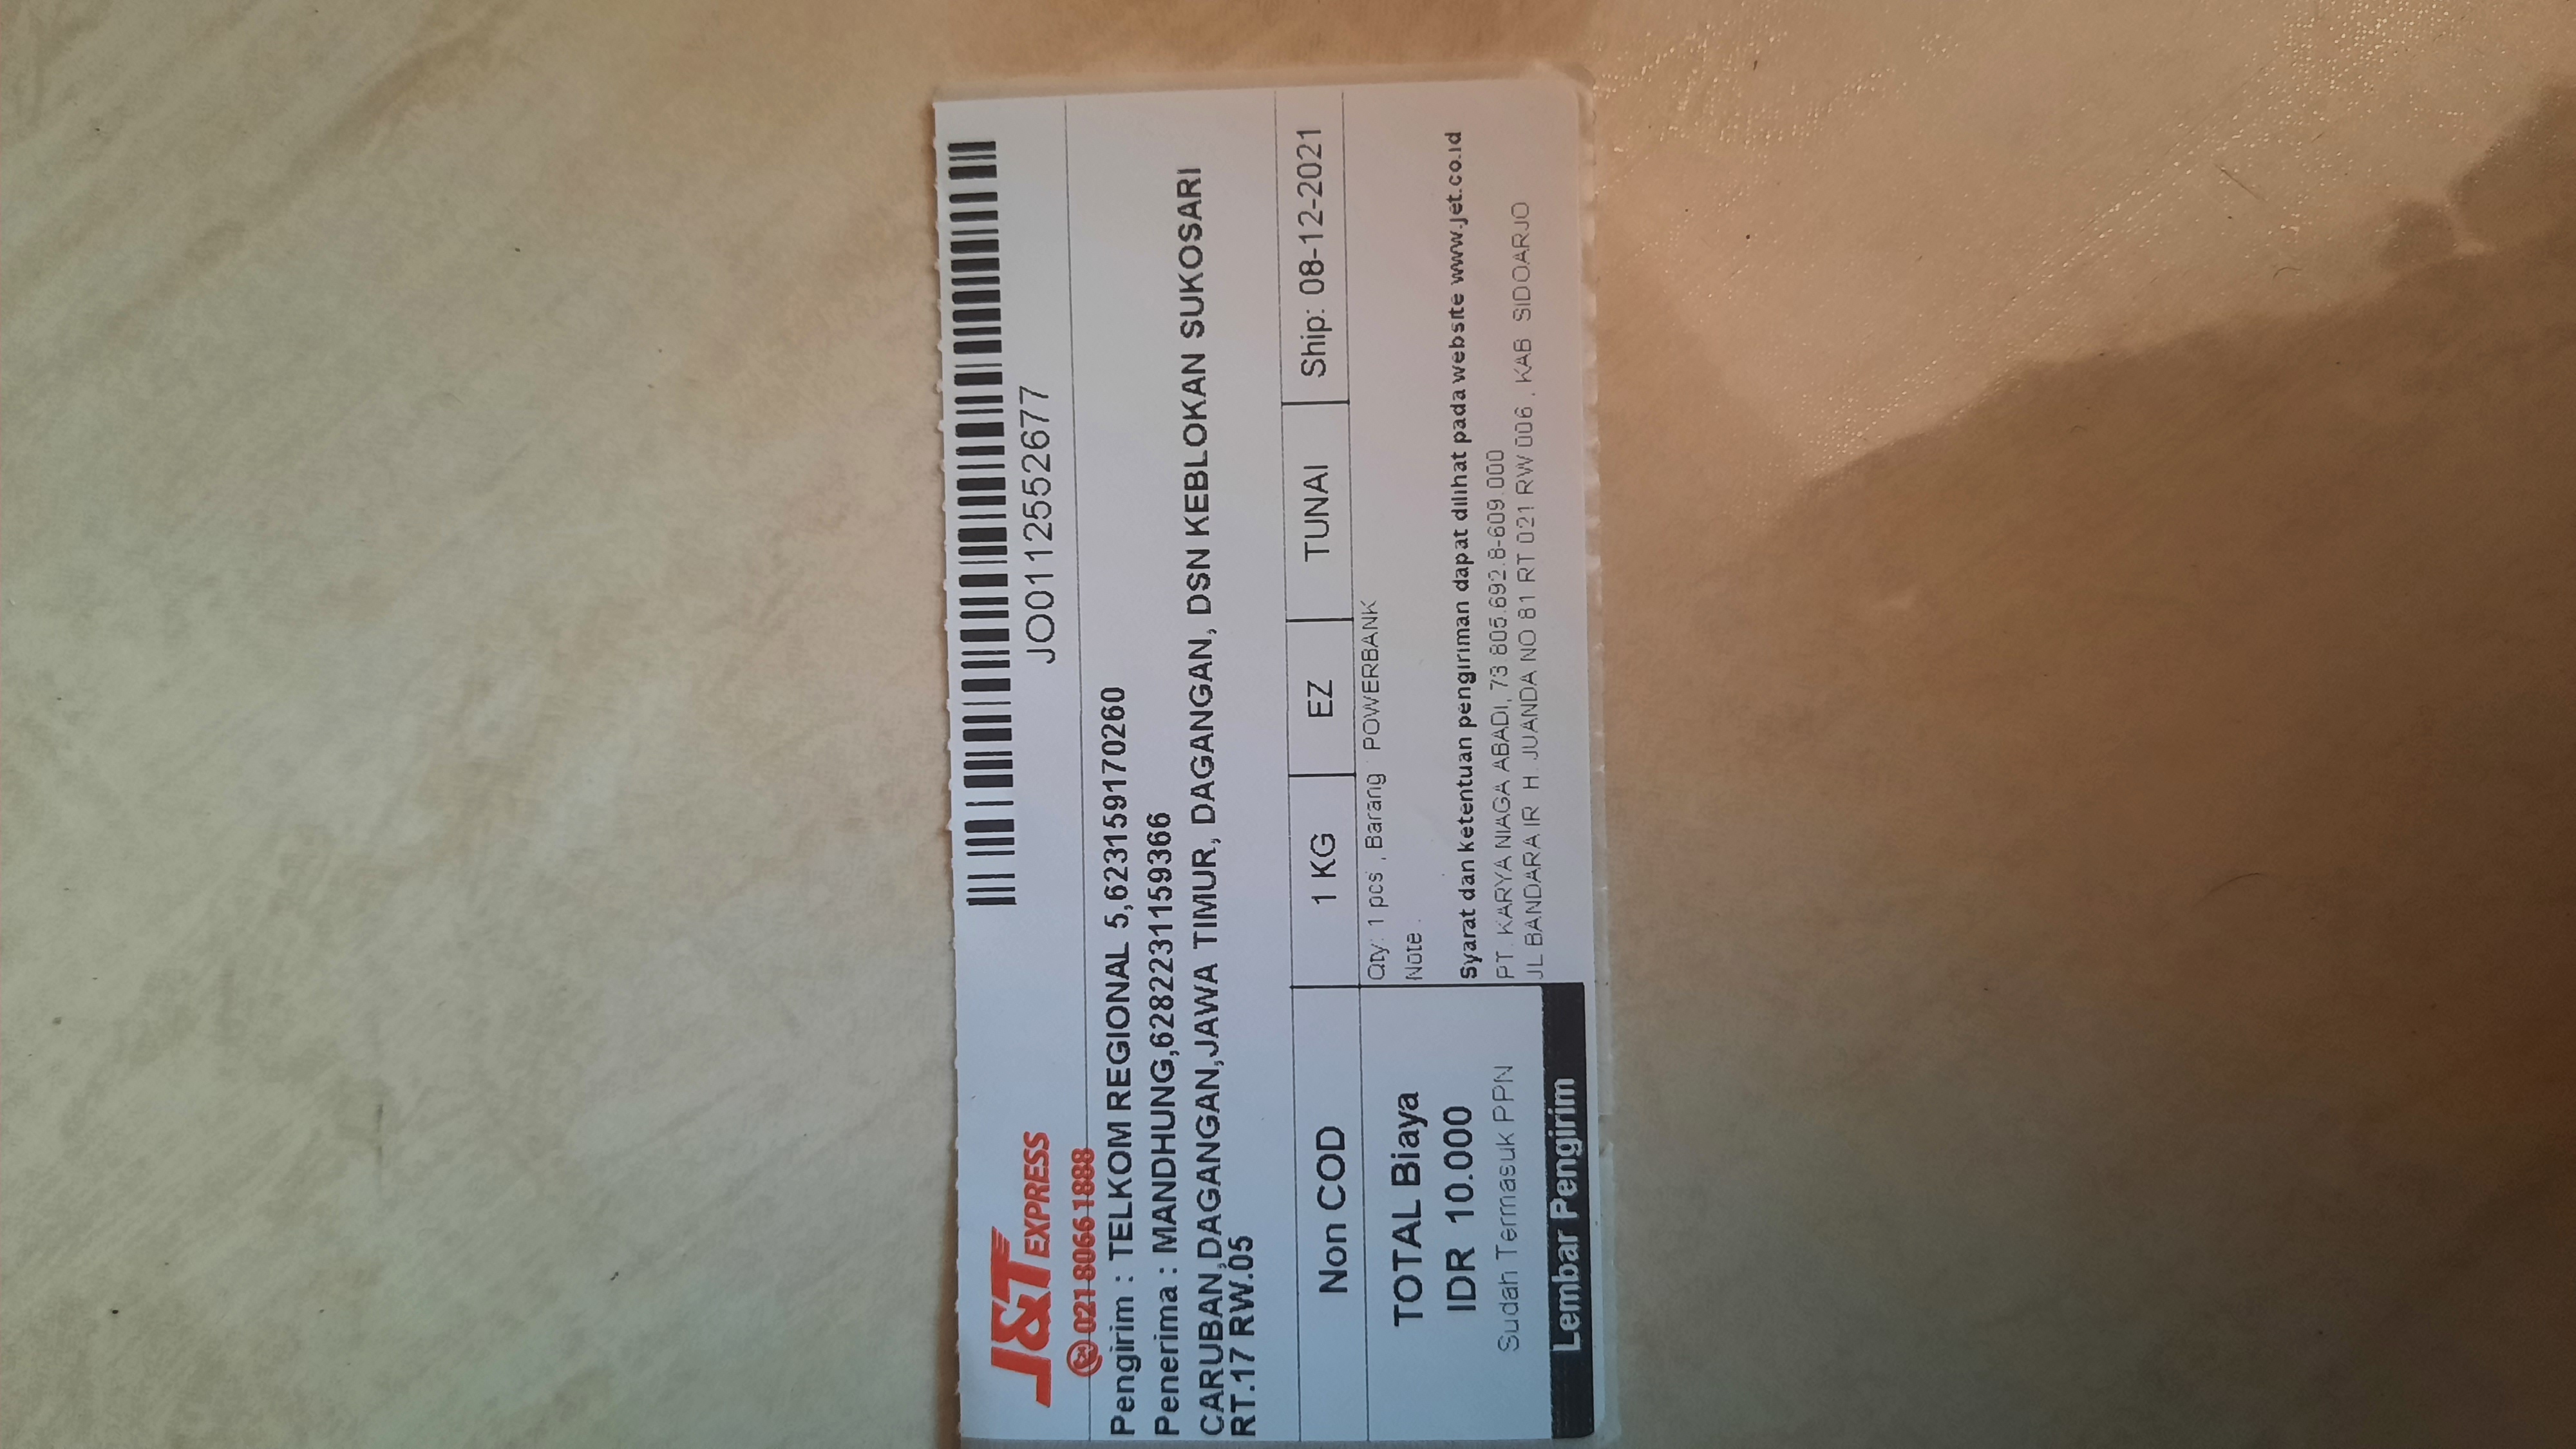 J&T EXPRESS
021 8066 1888
JO0112552677
Pengirim : TELKOM REGIONAL 5,623159170260
Penerima : MANDHUNG,6282231159366
CARUBAN,DAGANGAN,JAWA TIMUR, DAGANGAN, DSN KEBLOKAN SUKOSARI
RT.17 RW.05
Non COD
1 KG
EZ
TUNAI
Ship: 08-12-2021
TOTAL Biaya
IDR 10.000
Sudah Termasuk PPN
Lembar Pengirim
Qty: 1 pcs , Barang : POWERBANK
Note :
Syarat dan ketentuan pengiriman dapat dilihat pada website www.jet.co.id
PT. KARYA NIAGA ABADI, 73.805.692.8-609.000
JL BANDARA IR. H. JUANDA NO 81 RT 021 RW 006 , KAB. SIDOARJO